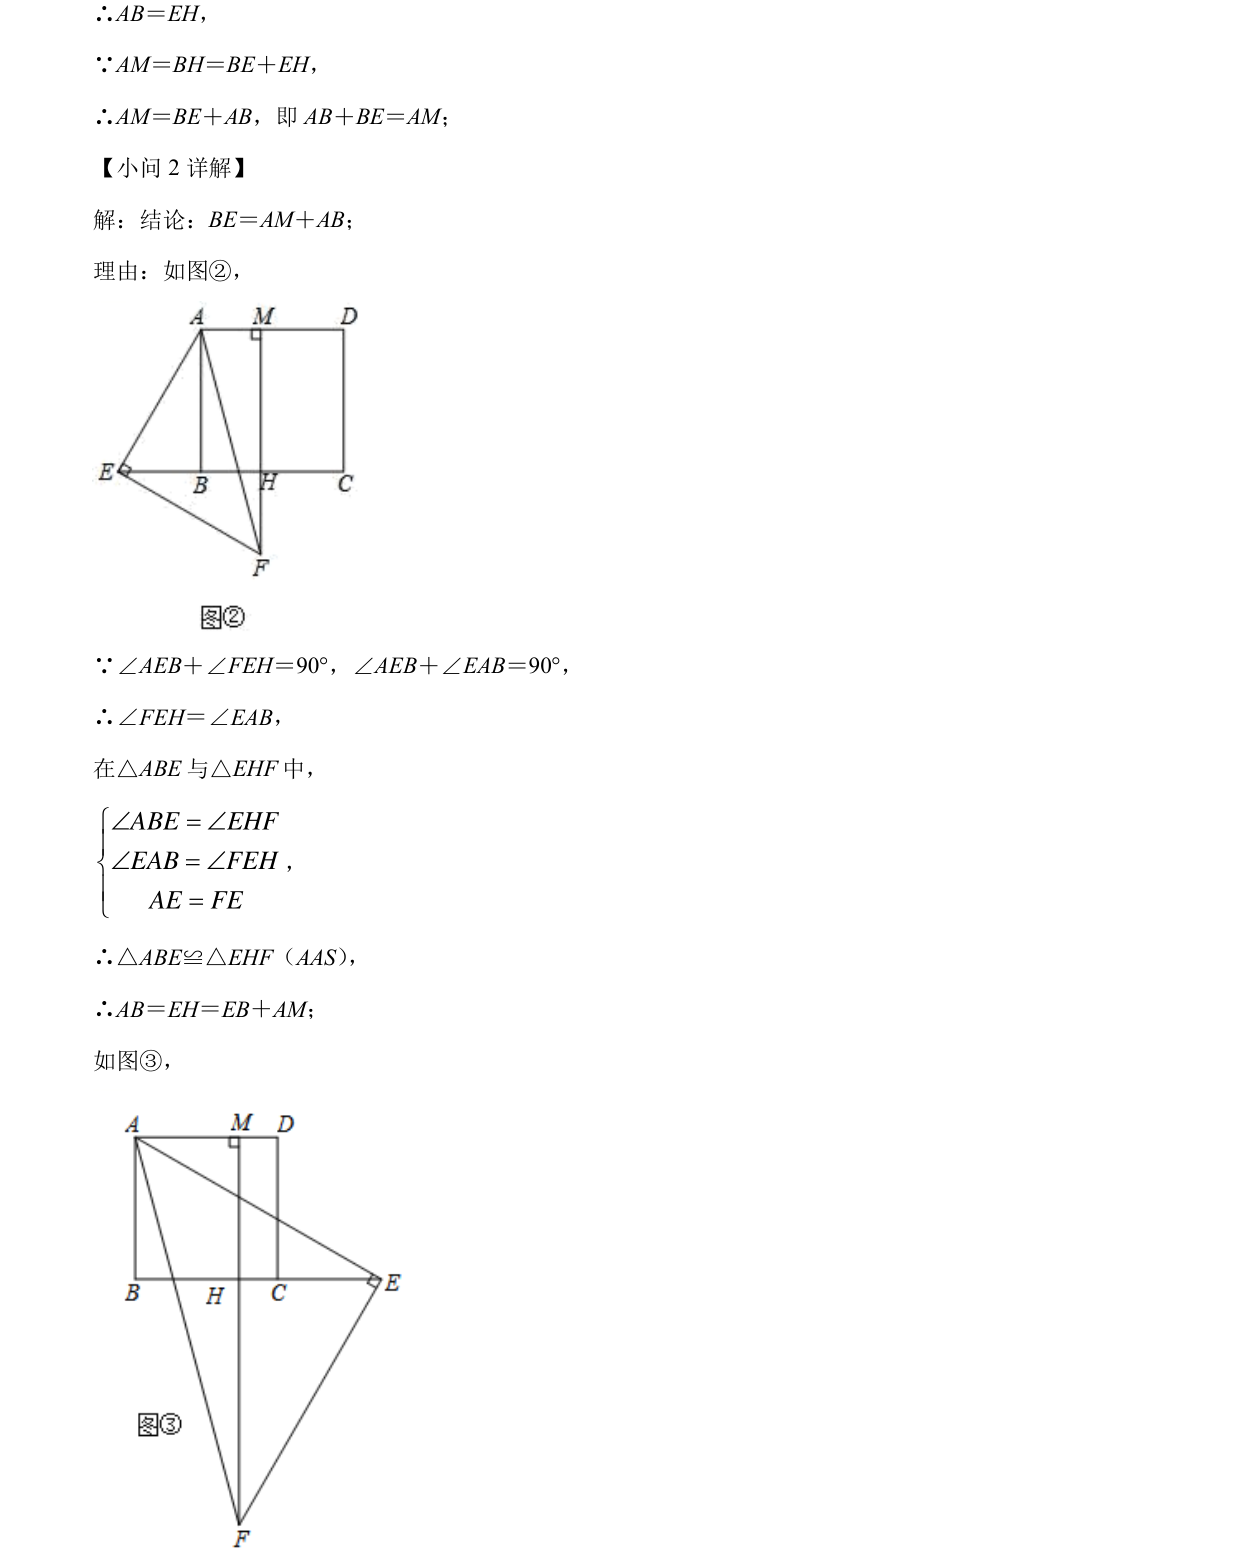 ∴AB＝EH，
∵AM＝BH＝BE＋EH，
∴AM＝BE＋AB，即 AB＋BE＝AM；
【小问 2 详解】
解：结论：BE＝AM＋AB；
理由：如图②，
A M D
E B H C
F
图②
∵∠AEB＋∠FEH＝90°，∠AEB＋∠EAB＝90°，
∴∠FEH＝∠EAB，
在△ABE 与△EHF 中，
∠ABE = ∠EHF
∠EAB = ∠FEH ，
AE = FE
∴△ABE≌△EHF（AAS），
∴AB＝EH＝EB＋AM；
如图③，
A M D
B H C E
图③
F